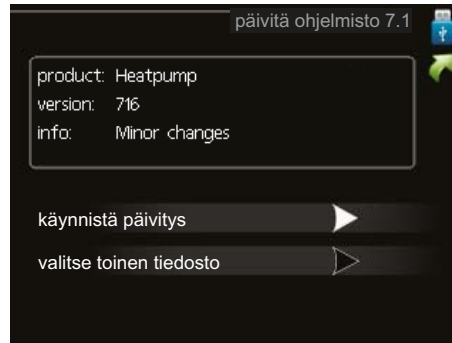 päivitä ohjelmisto 7.1
product: Heatpump
version: 716
info: Minor changes
käynnistä päivitys
valitse toinen tiedosto